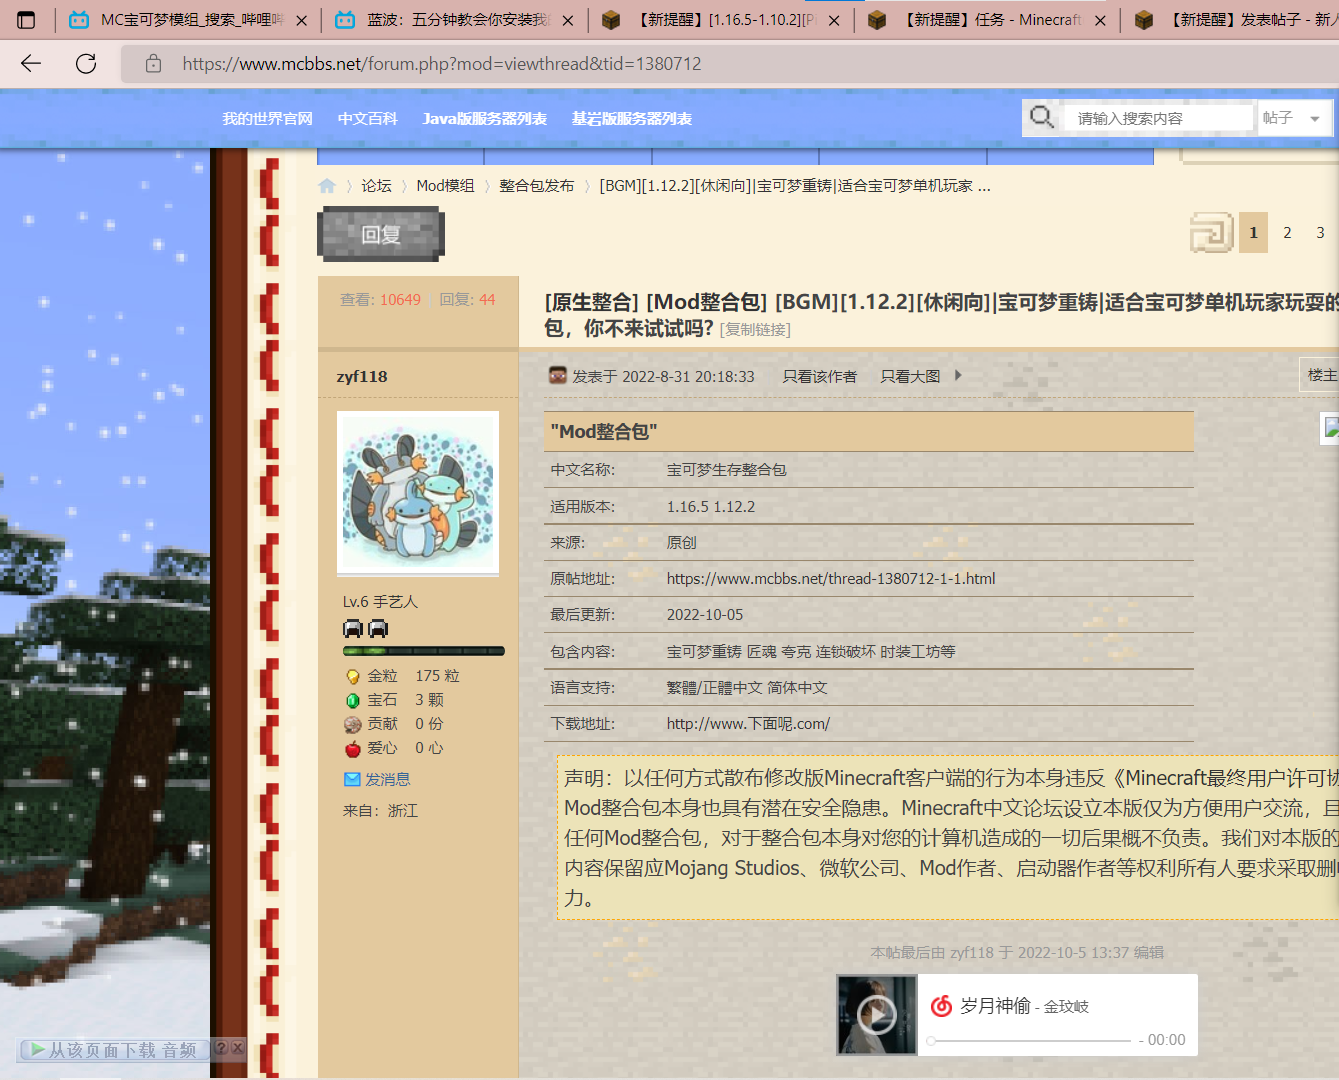 MC宝可梦模组_搜索_哔哩哔
蓝波：五分钟教会你安装我的
【新提醒】[1.16.5-1.10.2][Pi
【新提醒】任务 - Minecraft
【新提醒】发表帖子 - 新人
https://www.mcbbs.net/forum.php?mod=viewthread&tid=1380712
我的世界官网 中文百科 Java版服务器列表 基岩版服务器列表
请输入搜索内容 帖子
论坛 › Mod模组 › 整合包发布 › [BGM][1.12.2][休闲向]|宝可梦重铸|适合宝可梦单机玩家 ...
回复
1 2 3
查看: 10649 回复: 44
[原生整合] [Mod整合包] [BGM][1.12.2][休闲向]|宝可梦重铸|适合宝可梦单机玩家玩耍的
包，你不来试试吗? [复制链接]
zyf118
发表于 2022-8-31 20:18:33 只看该作者 只看大图
楼主
"Mod整合包"
中文名称: 宝可梦生存整合包
适用版本: 1.16.5 1.12.2
来源: 原创
原帖地址: https://www.mcbbs.net/thread-1380712-1-1.html
最后更新: 2022-10-05
包含内容: 宝可梦重铸 匠魂 夸克 连锁破坏 时装工坊等
语言支持: 繁體/正體中文 简体中文
下载地址: http://www.下面呢.com/
Lv.6 手艺人
金粒 175 粒
宝石 3 颗
贡献 0 份
爱心 0 心
发消息
来自：浙江
声明：以任何方式散布修改版Minecraft客户端的行为本身违反《Minecraft最终用户许可协
Mod整合包本身也具有潜在安全隐患。Minecraft中文论坛设立本版仅为方便用户交流，且
任何Mod整合包，对于整合包本身对您的计算机造成的一切后果概不负责。我们对本版的
内容保留应Mojang Studios、微软公司、Mod作者、启动器作者等权利所有人要求采取删
力。
本帖最后由 zyf118 于 2022-10-5 13:37 编辑
岁月神偷 - 金玟岐
- 00:00
从该页面下载 音频 ? X